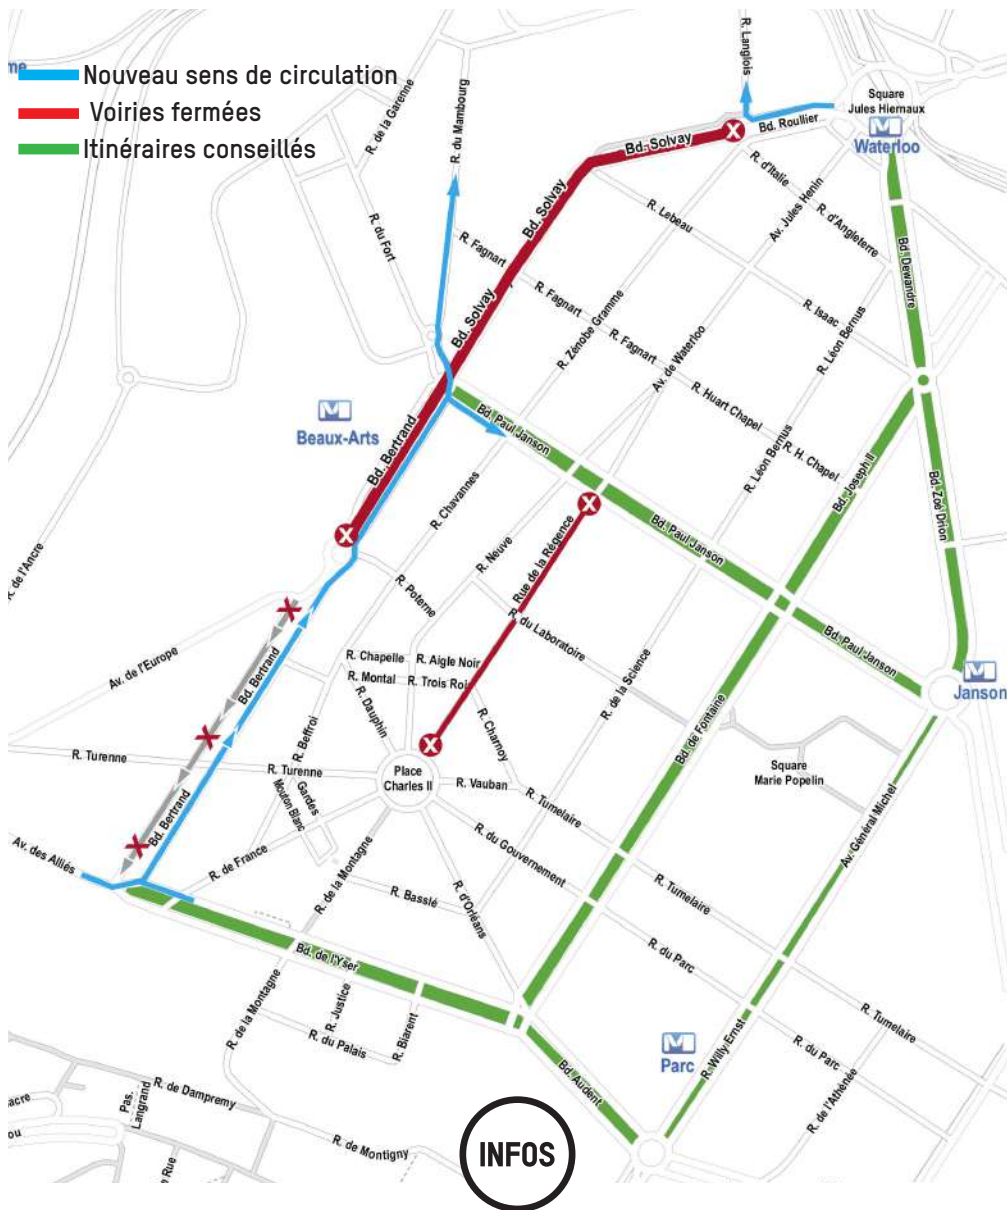 Nouveau sens de circulation
Voiries fermées
Itinéraires conseillés
R. de la Garenne
R. du Mambourg
R. Langlois
Square
Jules Hiernaux
Waterloo
Bd. Roullier
Bd. Solvay
R. d'Italie
R. d'Angleterre
Av. Jules Henin
R. Lebeau
R. du Fort
Bd. Solvay
R. Fagnart
R. Fagnart
R. Fagnart
Bd. Solvay
Bd. Dewandre
R. Isaac
R. Léon Bernus
R. Zénobe Gramme
Av. de Waterloo
R. Huart Chapel
R. H. Chapel
R. Léon Bernus
Beaux-Arts
Bd. Bertrand
Bd. Paul Janson
Bd. Joseph II
Bd. Zoé Drion
R. Chavannes
R. Neuve
Rue de la Régence
Bd. Paul Janson
R. de l'Ancre
R. Poterne
R. du Laboratoire
Bd. Paul Janson
Av. de l'Europe
Bd. Bertrand
R. Chapelle
R. Aigle Noir
R. Montal
R. Trois Roi
R. de la Science
Janson
R. Dauphin
R. Beffroi
R. Charnoy
Bd. de Fontaine
R. Turenne
R. Turenne
Place
Charles II
R. Vauban
Square
Marie Popelin
Gardes
Mouton Blanc
R. Tumelaire
Av. Général Michel
Bd. Bertrand
Av. des Alliés
R. de France
R. de la Montagne
R. du Gouvernement
R. Basslé
R. d'Orléans
R. Tumelaire
Bd. de l'Yser
R. du Parc
R. de la Montagne
R. Justice
R. du Palais
R. Biarent
R. Tumelaire
Parc
R. Willy Ernst
R. du Parc
R. de l'Athénée
Bd. Audent
R. de Dampremy
Pas.
Langrand
acre
ou
R. de Montigny
Rue
INFOS